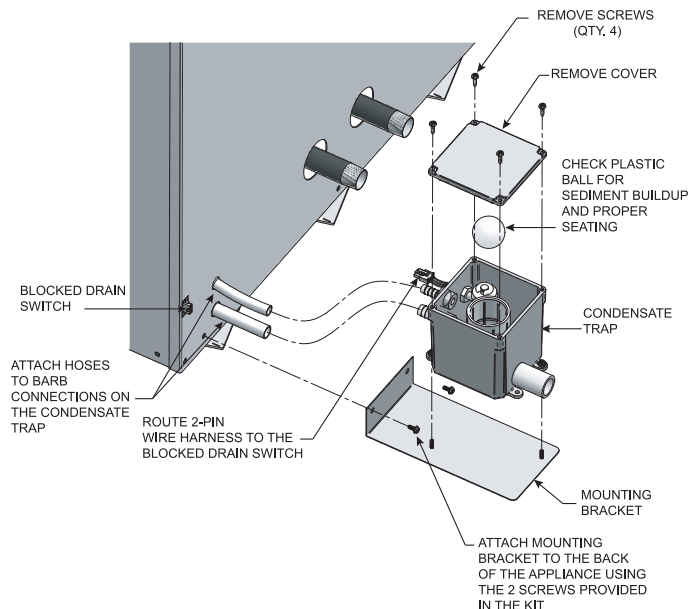 REMOVE SCREWS
(QTY. 4)
REMOVE COVER
CHECK PLASTIC
BALL FOR
SEDIMENT BUILDUP
AND PROPER
SEATING
BLOCKED DRAIN
SWITCH
CONDENSATE
TRAP
ATTACH HOSES
TO BARB
CONNECTIONS ON
THE CONDENSATE
TRAP
ROUTE 2-PIN
WIRE HARNESS TO THE
BLOCKED DRAIN SWITCH
MOUNTING
BRACKET
ATTACH MOUNTING
BRACKET TO THE BACK
OF THE APPLIANCE USING
THE 2 SCREWS PROVIDED
IN THE KIT